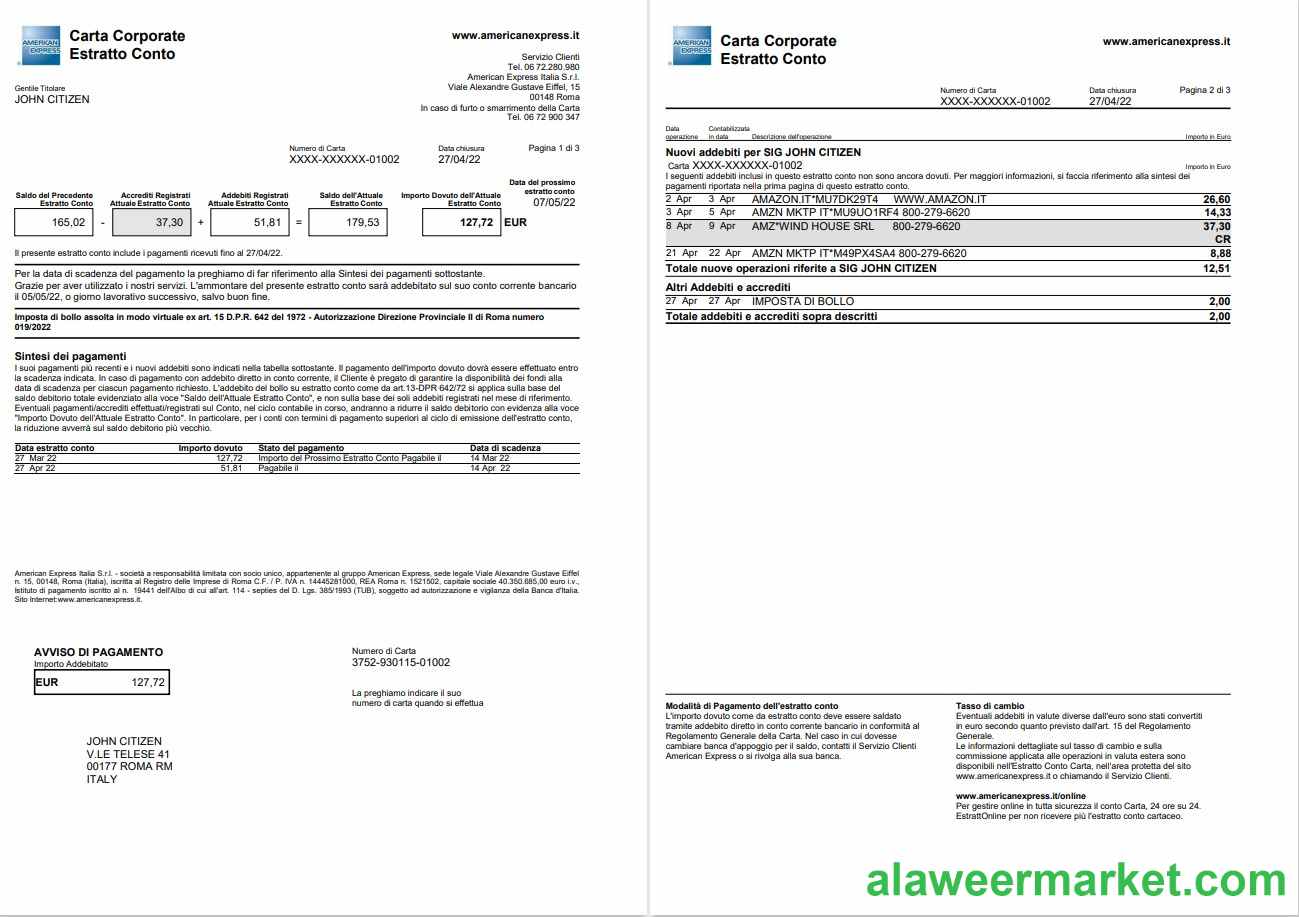 AMERICAN EXPRESS
Carta Corporate
Estratto Conto
www.americanexpress.it
Servizio Clienti
Tel. 06 72.280.980
American Express Italia S.r.l.
Viale Alexandre Gustave Eiffel, 15
00148 Roma
In caso di furto o smarrimento della Carta
Tel. 06 72 900 347
Gentile Titolare
JOHN CITIZEN
Numero di Carta Data chiusura Pagina 1 di 3
XXXX-XXXXXX-01002 27/04/22
Saldo del Precedente Estratto Conto
Accrediti Registrati Attuale Estratto Conto
Addebiti Registrati Attuale Estratto Conto
Saldo dell'Attuale Estratto Conto
Importo Dovuto dell'Attuale Estratto Conto
Data del prossimo estratto conto
07/05/22
165,02 - 37,30 + 51,81 = 179,53 127,72 EUR
Il presente estratto conto include i pagamenti ricevuti fino al 27/04/22.
Per la data di scadenza del pagamento la preghiamo di far riferimento alla Sintesi dei pagamenti sottostante.
Grazie per aver utilizzato i nostri servizi. L'ammontare del presente estratto conto sarà addebitato sul suo conto corrente bancario
il 05/05/22, o giorno lavorativo successivo, salvo buon fine.
Imposta di bollo assolta in modo virtuale ex art. 15 D.P.R. 642 del 1972 - Autorizzazione Direzione Provinciale II di Roma numero
019/2022
Sintesi dei pagamenti
I suoi pagamenti più recenti e i nuovi addebiti sono indicati nella tabella sottostante. Il pagamento dell'importo dovuto dovrà essere effettuato entro
la scadenza indicata. In caso di pagamento con addebito diretto in conto corrente, il Cliente è pregato di garantire la disponibilità dei fondi alla
data di scadenza per ciascun pagamento richiesto. L'addebito del bollo su estratto conto come da art.13-DPR 642/72 si applica sulla base del
saldo debitorio totale evidenziato alla voce "Saldo dell'Attuale Estratto Conto", e non sulla base dei soli addebiti registrati nel mese di riferimento.
Eventuali pagamenti/accrediti effettuati/registrati sul Conto, nel ciclo contabile in corso, andranno a ridurre il saldo debitorio con evidenza alla voce
"Importo Dovuto dell'Attuale Estratto Conto". In particolare, per i conti con termini di pagamento superiori al ciclo di emissione dell'estratto conto,
la riduzione avverrà sul saldo debitorio più vecchio.
Data estratto conto Importo dovuto Stato del pagamento Data di scadenza
27 Mar 22 127,72 Importo del Prossimo Estratto Conto Pagabile il 14 Mar 22
27 Apr 22 51,81 Pagabile il 14 Apr 22
American Express Italia S.r.l. - società a responsabilità limitata con socio unico, appartenente al gruppo American Express, sede legale Viale Alexandre Gustave Eiffel
n. 15, 00148, Roma (Italia), iscritta al Registro delle Imprese di Roma C.F. / P. IVA n. 14445281000, REA Roma n. 1521502, capitale sociale 40.350.685,00 euro i.v.,
Istituto di pagamento iscritto al n. 19441 dell'Albo di cui all'art. 114 - septies del D. Lgs. 385/1993 (TUB), soggetto ad autorizzazione e vigilanza della Banca d'Italia.
Sito Internet:www.americanexpress.it.
AVVISO DI PAGAMENTO
Importo Addebitato
EUR 127,72
Numero di Carta
3752-930115-01002
La preghiamo indicare il suo
numero di carta quando si effettua
JOHN CITIZEN
V.LE TELESE 41
00177 ROMA RM
ITALY
AMERICAN EXPRESS
Carta Corporate
Estratto Conto
www.americanexpress.it
Numero di Carta Data chiusura Pagina 2 di 3
XXXX-XXXXXX-01002 27/04/22
Data operazione
Contabilizzata in data
Descrizione dell'operazione
Importo in Euro
Nuovi addebiti per SIG JOHN CITIZEN
Carta XXXX-XXXXXX-01002 Importo in Euro
I seguenti addebiti inclusi in questo estratto conto non sono ancora dovuti. Per maggiori informazioni, si faccia riferimento alla sintesi dei
pagamenti riportata nella prima pagina di questo estratto conto.
2 Apr 3 Apr AMAZON.IT*MU7DK29T4 WWW.AMAZON.IT 26,60
3 Apr 5 Apr AMZN MKTP IT*MU9UO1RF4 800-279-6620 14,33
8 Apr 9 Apr AMZ*WIND HOUSE SRL 800-279-6620 37,30
CR
21 Apr 22 Apr AMZN MKTP IT*M49PX4SA4 800-279-6620 8,88
Totale nuove operazioni riferite a SIG JOHN CITIZEN 12,51
Altri Addebiti e accrediti
27 Apr 27 Apr IMPOSTA DI BOLLO 2,00
Totale addebiti e accrediti sopra descritti 2,00
Modalità di Pagamento dell'estratto conto
L'importo dovuto come da estratto conto deve essere saldato
tramite addebito diretto in conto corrente bancario in conformità al
Regolamento Generale della Carta. Nel caso in cui dovesse
cambiare banca d'appoggio per il saldo, contatti il Servizio Clienti
American Express o si rivolga alla sua banca.
Tasso di cambio
Eventuali addebiti in valute diverse dall'euro sono stati convertiti
in euro secondo quanto previsto dall'art. 15 del Regolamento
Generale.
Le informazioni dettagliate sul tasso di cambio e sulla
commissione applicata alle operazioni in valuta estera sono
disponibili nell'Estratto Conto Carta, nell'area protetta del sito
www.americanexpress.it o chiamando il Servizio Clienti.
www.americanexpress.it/online
Per gestire online in tutta sicurezza il conto Carta, 24 ore su 24.
EstrattOnline per non ricevere più l'estratto conto cartaceo.
alaweermarket.com